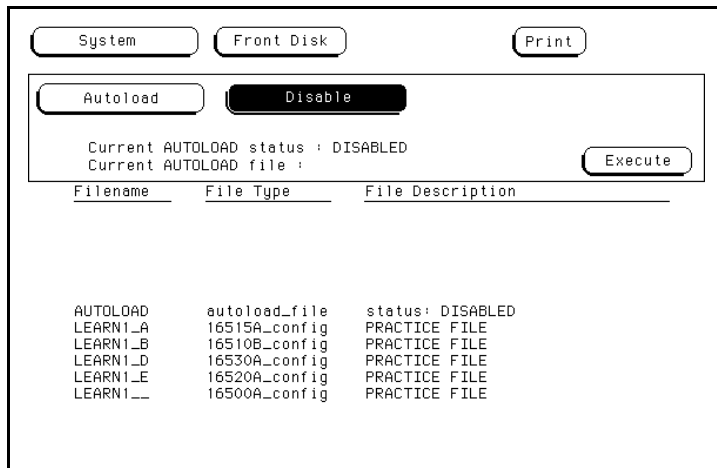 System Front Disk Print
Autoload Disable
Current AUTOLOAD status : DISABLED
Current AUTOLOAD file :
Execute
Filename File Type File Description
AUTOLOAD autoload_file status: DISABLED
LEARN1_A 16515A_config PRACTICE FILE
LEARN1_B 16510B_config PRACTICE FILE
LEARN1_D 16530A_config PRACTICE FILE
LEARN1_E 16520A_config PRACTICE FILE
LEARN1__ 16500A_config PRACTICE FILE